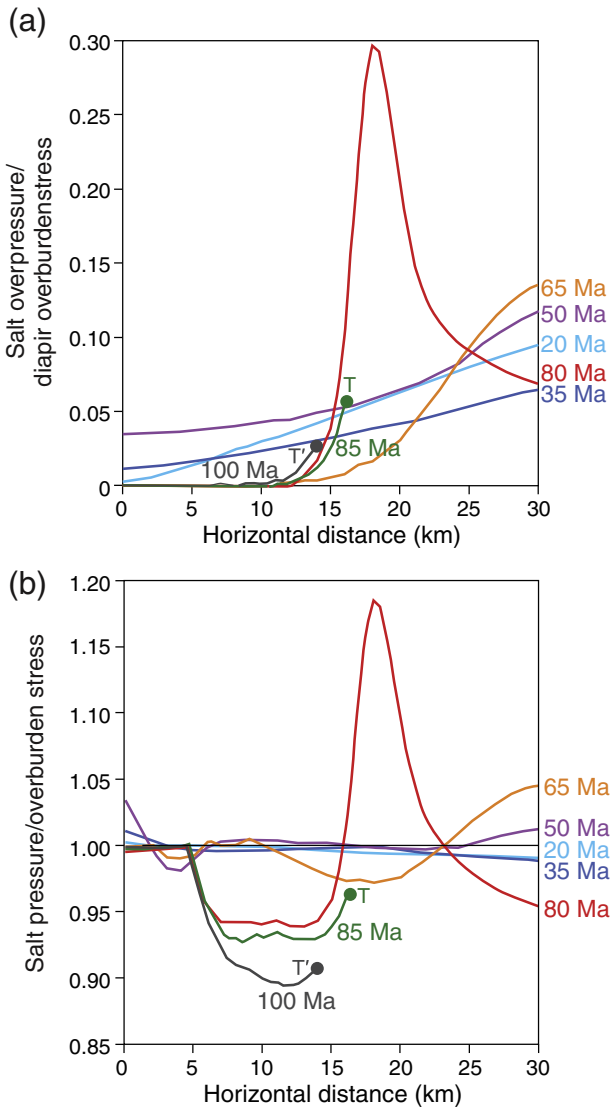 (a)
0.30
0.25
0.20
0.15
0.10
0.05
0
Salt overpressure/
diapir overburdenstress
65 Ma
50 Ma
20 Ma
80 Ma
35 Ma
T
T′
100 Ma
85 Ma
0 5 10 15 20 25 30
Horizontal distance (km)
(b)
1.20
1.15
1.10
1.05
1.00
0.95
0.90
0.85
Salt pressure/overburden stress
65 Ma
50 Ma
20 Ma
35 Ma
80 Ma
T
85 Ma
T′
100 Ma
0 5 10 15 20 25 30
Horizontal distance (km)